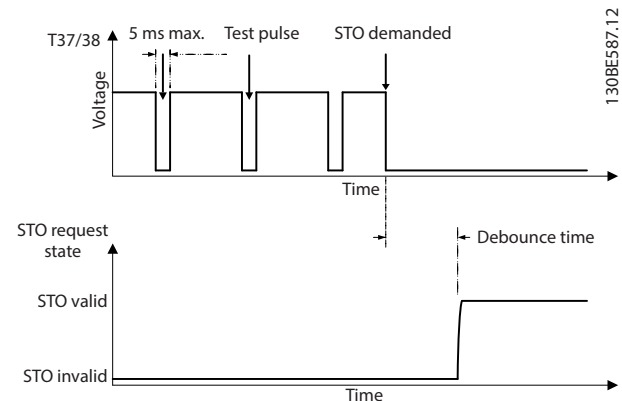 T37/38
5 ms max.
Test pulse
STO demanded
130BE587.12
Voltage
Time
STO request
state
Debounce time
STO valid
STO invalid
Time